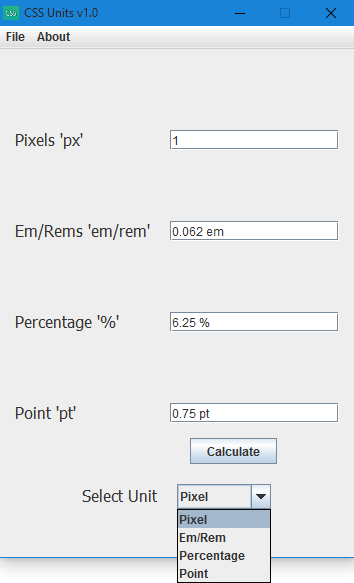 CSS CSS Units v1.0
File About
Pixels 'px' 1
Em/Rems 'em/rem' 0.062 em
Percentage '%' 6.25 %
Point 'pt' 0.75 pt
Calculate
Select Unit Pixel
Pixel
Em/Rem
Percentage
Point